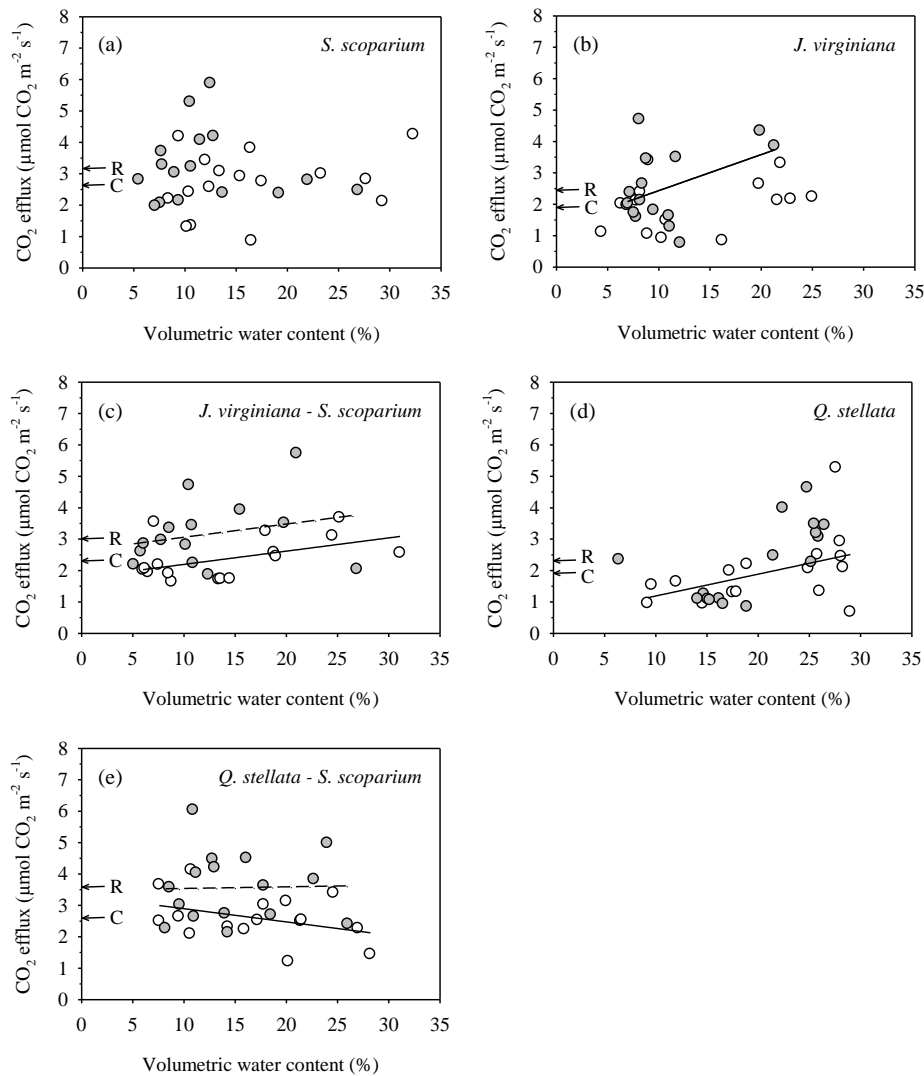 (a) S. scoparium
CO2 efflux (μmol CO2 m-2 s-1)
8
7
6
5
4
3
2
1
0
R
C
0 5 10 15 20 25 30 35
Volumetric water content (%)
(b) J. virginiana
CO2 efflux (μmol CO2 m-2 s-1)
8
7
6
5
4
3
2
1
0
R
C
0 5 10 15 20 25 30 35
Volumetric water content (%)
(c) J. virginiana - S. scoparium
CO2 efflux (μmol CO2 m-2 s-1)
8
7
6
5
4
3
2
1
0
R
C
0 5 10 15 20 25 30 35
Volumetric water content (%)
(d) Q. stellata
CO2 efflux (μmol CO2 m-2 s-1)
8
7
6
5
4
3
2
1
0
R
C
0 5 10 15 20 25 30 35
Volumetric water content (%)
(e) Q. stellata - S. scoparium
CO2 efflux (μmol CO2 m-2 s-1)
8
7
6
5
4
3
2
1
0
R
C
0 5 10 15 20 25 30 35
Volumetric water content (%)